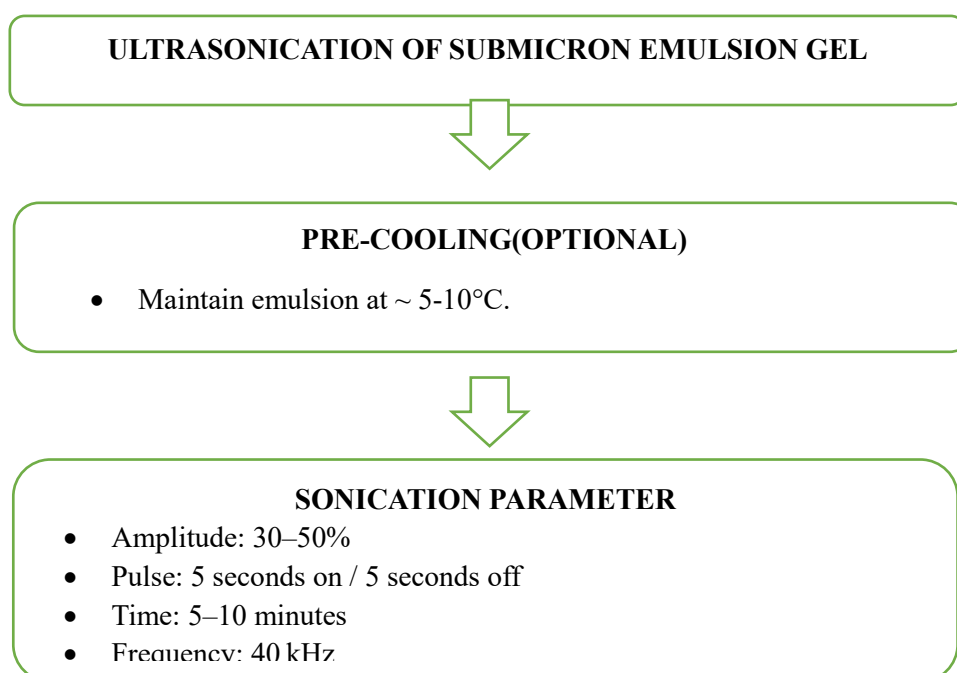 ULTRASONICATION OF SUBMICRON EMULSION GEL
PRE-COOLING(OPTIONAL)
• Maintain emulsion at ~ 5-10°C.
SONICATION PARAMETER
• Amplitude: 30–50%
• Pulse: 5 seconds on / 5 seconds off
• Time: 5–10 minutes
• Frequency: 40 kHz